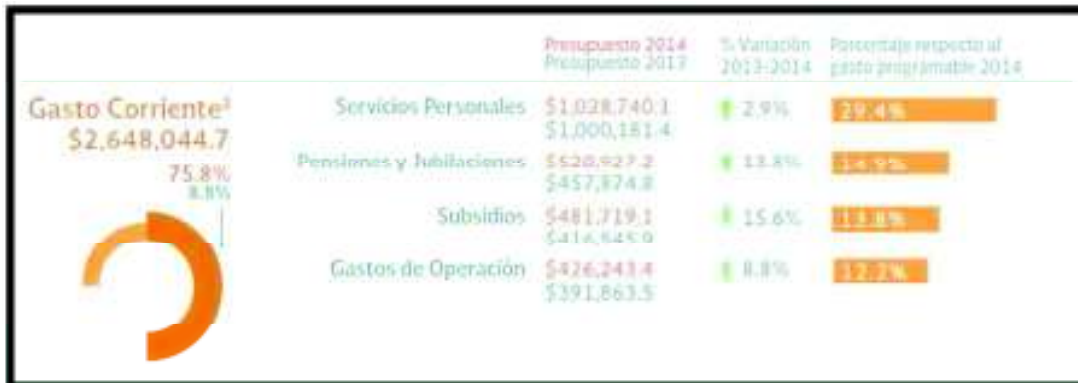 Presupuesto 2014
Presupuesto 2013
% Variación
2013-2014
Porcentaje respecto al
gasto programable 2014
Gasto Corriente³
$2,648,044.7
75.8%
8.8%
Servicios Personales
$1,028,740.1
$1,000,181.4
2.9%
29.4%
Pensiones y Jubilaciones
$520,927.2
$457,874.8
13.8%
14.9%
Subsidios
$481,719.1
15.6%
13.8%
Gastos de Operación
$426,243.4
$391,863.5
8.8%
12.2%